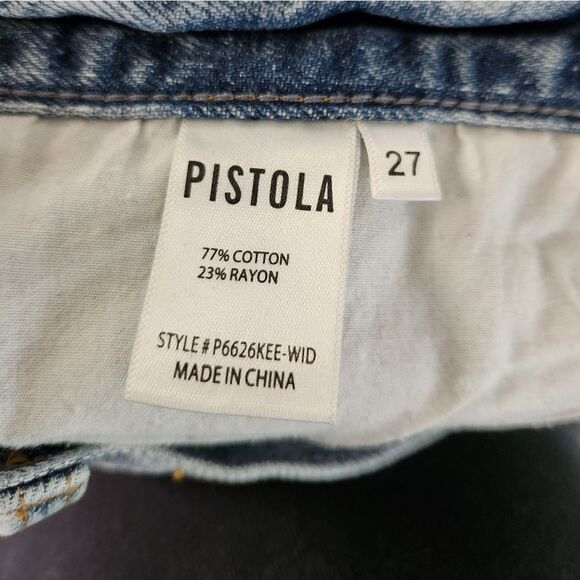 PISTOLA
27
77% COTTON
23% RAYON
STYLE # P6626KEE-WID
MADE IN CHINA